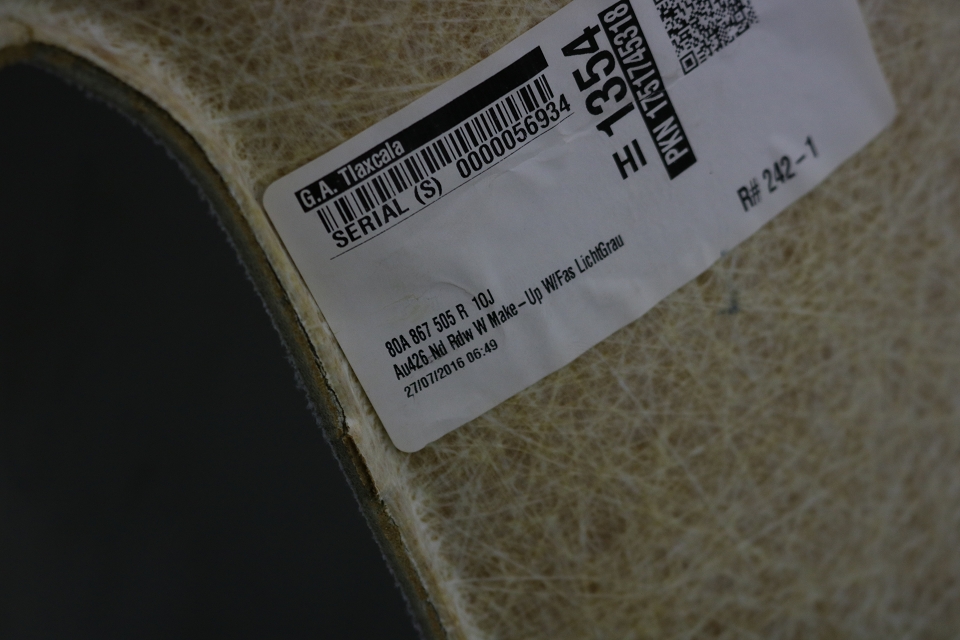 G.A. Tlaxcala
SERIAL (S) 0000056934
HI 1354
PKN 1751745318
R# 242-1
80A 867 505 R 10J
Au426 Nd Rdw W Make-Up W/Fas LichtGrau
27/07/2016 06:49